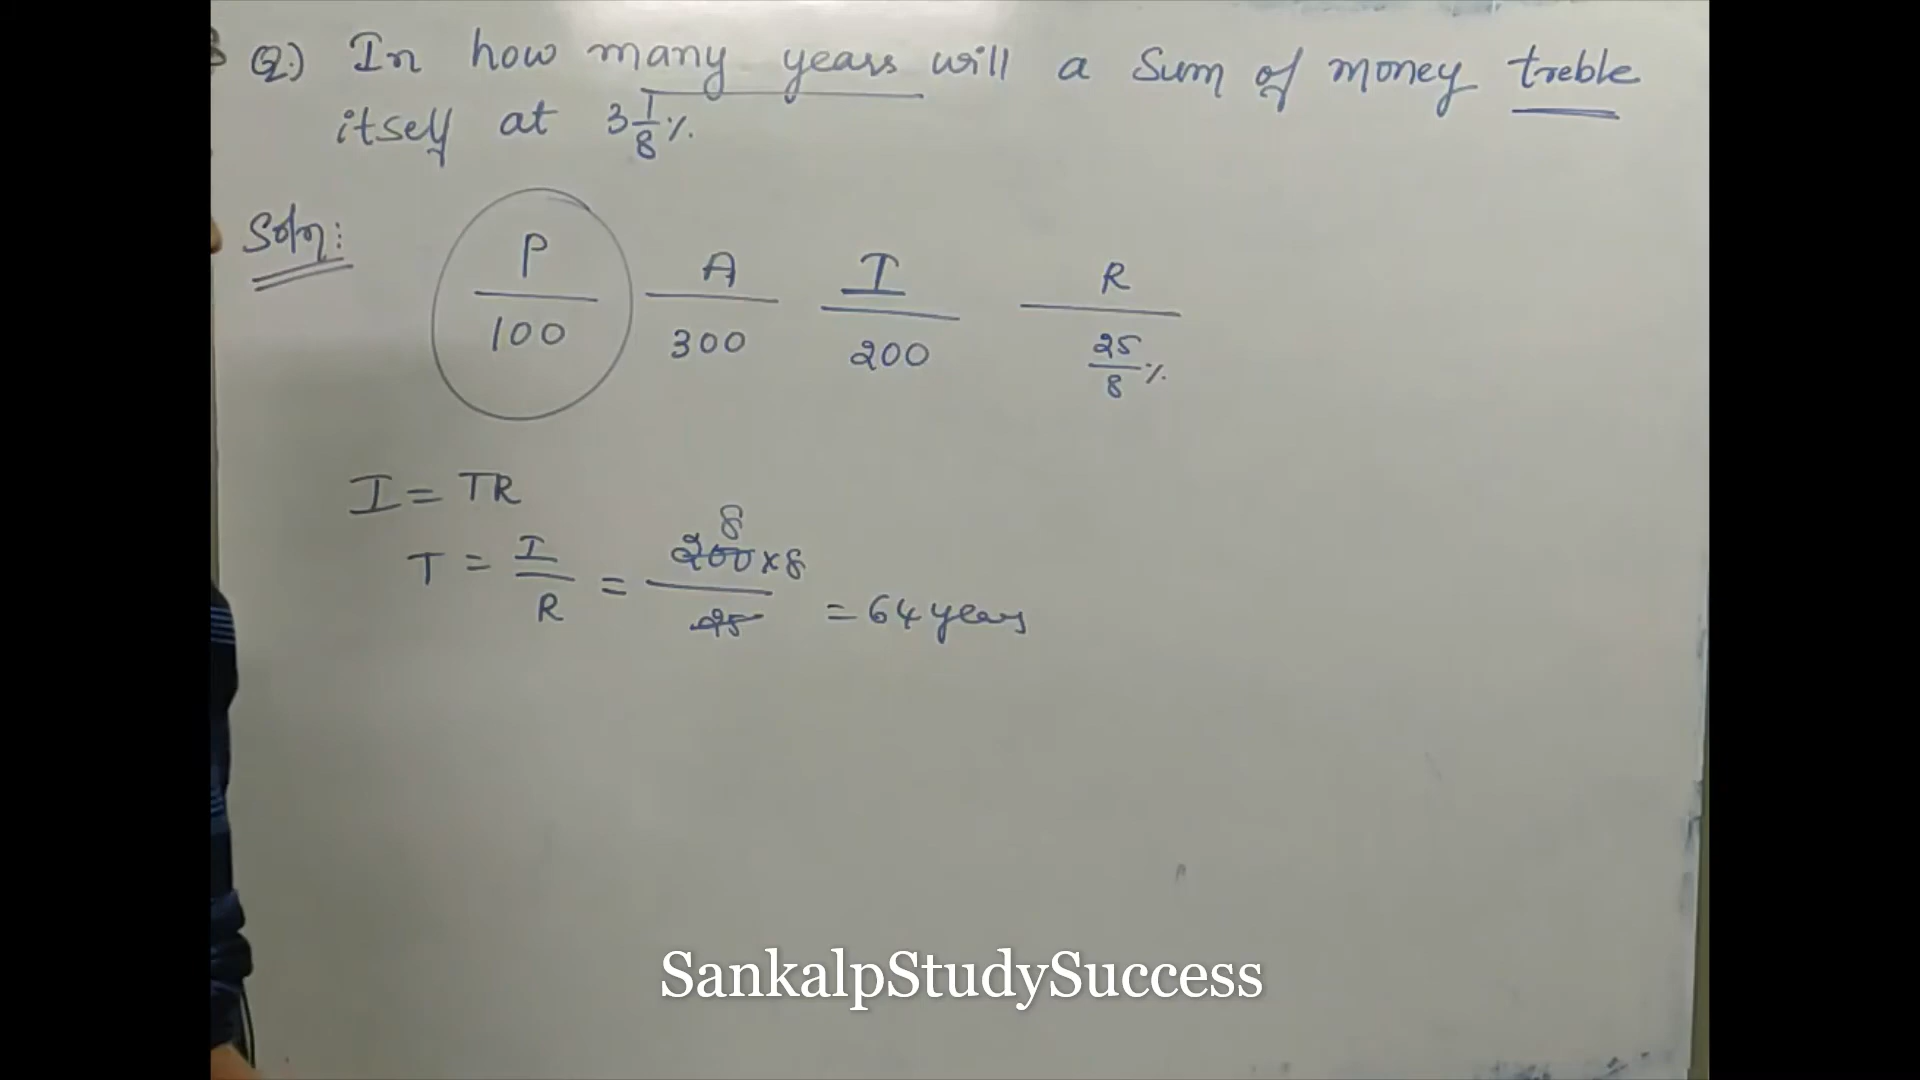 Q.) In how many years will a sum of money treble
itself at 3 1/8 %.
Soln:
P A I R
100 300 200 25/8 %
I = TR
T = I/R = 200 8 × 8 / 25 = 64 years
SankalpStudySuccess